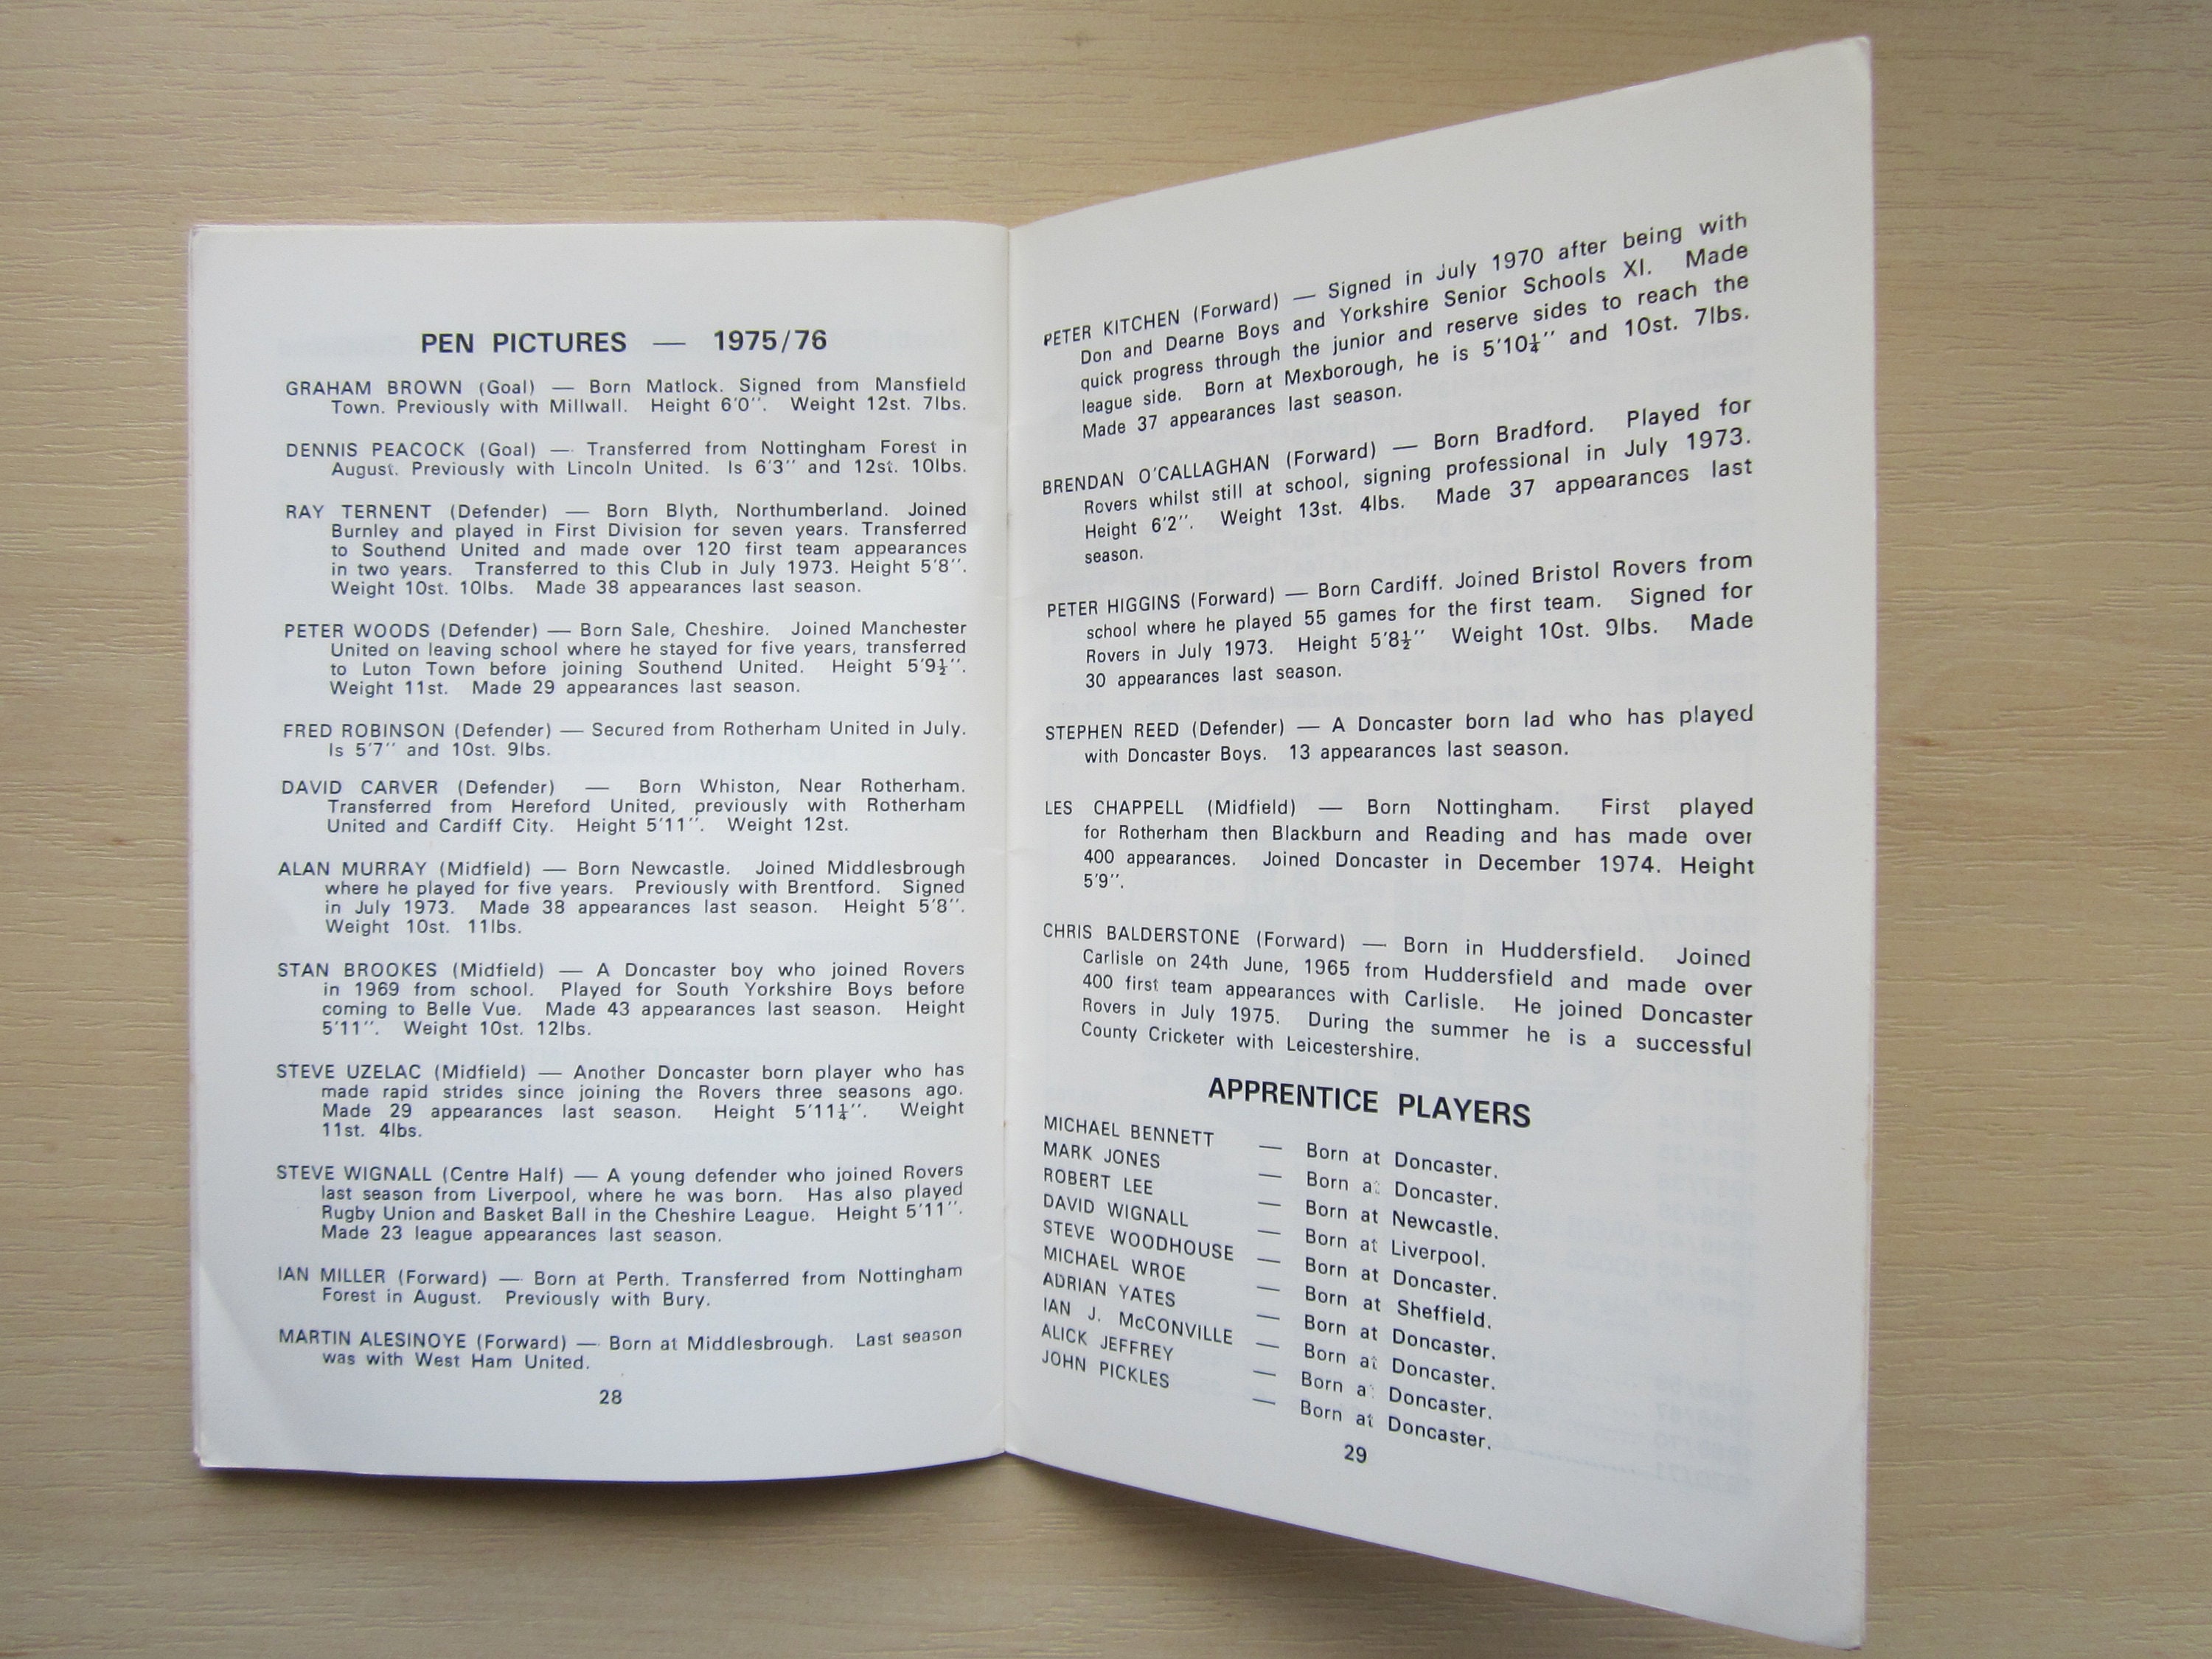 PEN PICTURES — 1975/76
GRAHAM BROWN (Goal) — Born Matlock. Signed from Mansfield
Town. Previously with Millwall. Height 6'0''. Weight 12st. 7lbs.
DENNIS PEACOCK (Goal) — Transferred from Nottingham Forest in
August. Previously with Lincoln United. Is 6'3'' and 12st. 10lbs.
RAY TERNENT (Defender) — Born Blyth, Northumberland. Joined
Burnley and played in First Division for seven years. Transferred
to Southend United and made over 120 first team appearances
in two years. Transferred to this Club in July 1973. Height 5'8''.
Weight 10st. 10lbs. Made 38 appearances last season.
PETER WOODS (Defender) — Born Sale, Cheshire. Joined Manchester
United on leaving school where he stayed for five years, transferred
to Luton Town before joining Southend United. Height 5'9½''.
Weight 11st. Made 29 appearances last season.
FRED ROBINSON (Defender) — Secured from Rotherham United in July.
Is 5'7'' and 10st. 9lbs.
DAVID CARVER (Defender) — Born Whiston, Near Rotherham.
Transferred from Hereford United, previously with Rotherham
United and Cardiff City. Height 5'11''. Weight 12st.
ALAN MURRAY (Midfield) — Born Newcastle. Joined Middlesbrough
where he played for five years. Previously with Brentford. Signed
in July 1973. Made 38 appearances last season. Height 5'8''.
Weight 10st. 11lbs.
STAN BROOKES (Midfield) — A Doncaster boy who joined Rovers
in 1969 from school. Played for South Yorkshire Boys before
coming to Belle Vue. Made 43 appearances last season. Height
5'11''. Weight 10st. 12lbs.
STEVE UZELAC (Midfield) — Another Doncaster born player who has
made rapid strides since joining the Rovers three seasons ago.
Made 29 appearances last season. Height 5'11¼''. Weight
11st. 4lbs.
STEVE WIGNALL (Centre Half) — A young defender who joined Rovers
last season from Liverpool, where he was born. Has also played
Rugby Union and Basket Ball in the Cheshire League. Height 5'11''.
Made 23 league appearances last season.
IAN MILLER (Forward) — Born at Perth. Transferred from Nottingham
Forest in August. Previously with Bury.
MARTIN ALESINOYE (Forward) — Born at Middlesbrough. Last season
was with West Ham United.
28
PETER KITCHEN (Forward) — Signed in July 1970 after being with
Don and Dearne Boys and Yorkshire Senior Schools XI. Made
quick progress through the junior and reserve sides to reach the
league side. Born at Mexborough, he is 5'10¼'' and 10st. 7lbs.
Made 37 appearances last season.
BRENDAN O'CALLAGHAN (Forward) — Born Bradford. Played for
Rovers whilst still at school, signing professional in July 1973.
Height 6'2''. Weight 13st. 4lbs. Made 37 appearances last
season.
PETER HIGGINS (Forward) — Born Cardiff. Joined Bristol Rovers from
school where he played 55 games for the first team. Signed for
Rovers in July 1973. Height 5'8½'' Weight 10st. 9lbs. Made
30 appearances last season.
STEPHEN REED (Defender) — A Doncaster born lad who has played
with Doncaster Boys. 13 appearances last season.
LES CHAPPELL (Midfield) — Born Nottingham. First played
for Rotherham then Blackburn and Reading and has made over
400 appearances. Joined Doncaster in December 1974. Height
5'9''.
CHRIS BALDERSTONE (Forward) — Born in Huddersfield. Joined
Carlisle on 24th June, 1965 from Huddersfield and made over
400 first team appearances with Carlisle. He joined Doncaster
Rovers in July 1975. During the summer he is a successful
County Cricketer with Leicestershire.
APPRENTICE PLAYERS
MICHAEL BENNETT — Born at Doncaster.
MARK JONES — Born at Doncaster.
ROBERT LEE — Born at Newcastle.
DAVID WIGNALL — Born at Liverpool.
STEVE WOODHOUSE — Born at Doncaster.
MICHAEL WROE — Born at Sheffield.
ADRIAN YATES — Born at Doncaster.
IAN J. McCONVILLE — Born at Doncaster.
ALICK JEFFREY — Born at Doncaster.
JOHN PICKLES — Born at Doncaster.
29